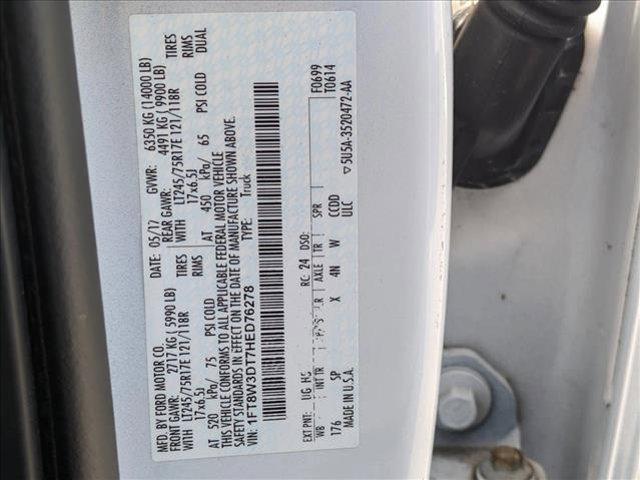 MFD. BY FORD MOTOR CO.
DATE: 05/17 GVWR: 6350 KG (14000 LB)
FRONT GAWR: 2717 KG (5990 LB) REAR GAWR: 4491 KG (9900 LB)
WITH LT245/75R17E 121/118R TIRES WITH LT245/75R17E 121/118R TIRES
17x6.5J RIMS 17x6.5J RIMS
AT 520 kPa/ 75 PSI COLD AT 450 kPa/ 65 PSI COLD DUAL
THIS VEHICLE CONFORMS TO ALL APPLICABLE FEDERAL MOTOR VEHICLE
SAFETY STANDARDS IN EFFECT ON THE DATE OF MANUFACTURE SHOWN ABOVE.
VIN: 1FT8W3DT7HED76278 TYPE: Truck
F0699
T0614
EXT PNT: UG RC: 24 DSO:
WB INT TR AXLE TR SPR
176 SP X 4N W CCDD
ULC
MADE IN U.S.A.
▽5U5A-3520472-AA